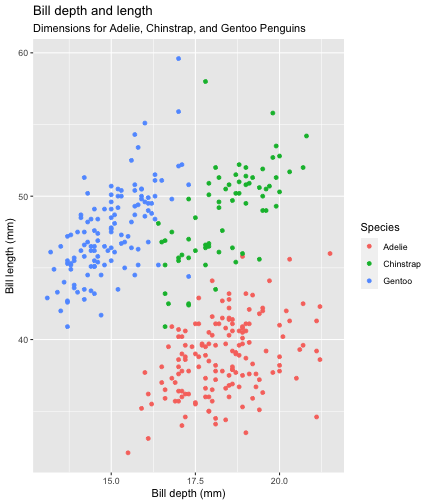 Bill depth and length
Dimensions for Adelie, Chinstrap, and Gentoo Penguins
60
50
40
Bill length (mm)
15.0 17.5 20.0
Bill depth (mm)
Species
Adelie
Chinstrap
Gentoo